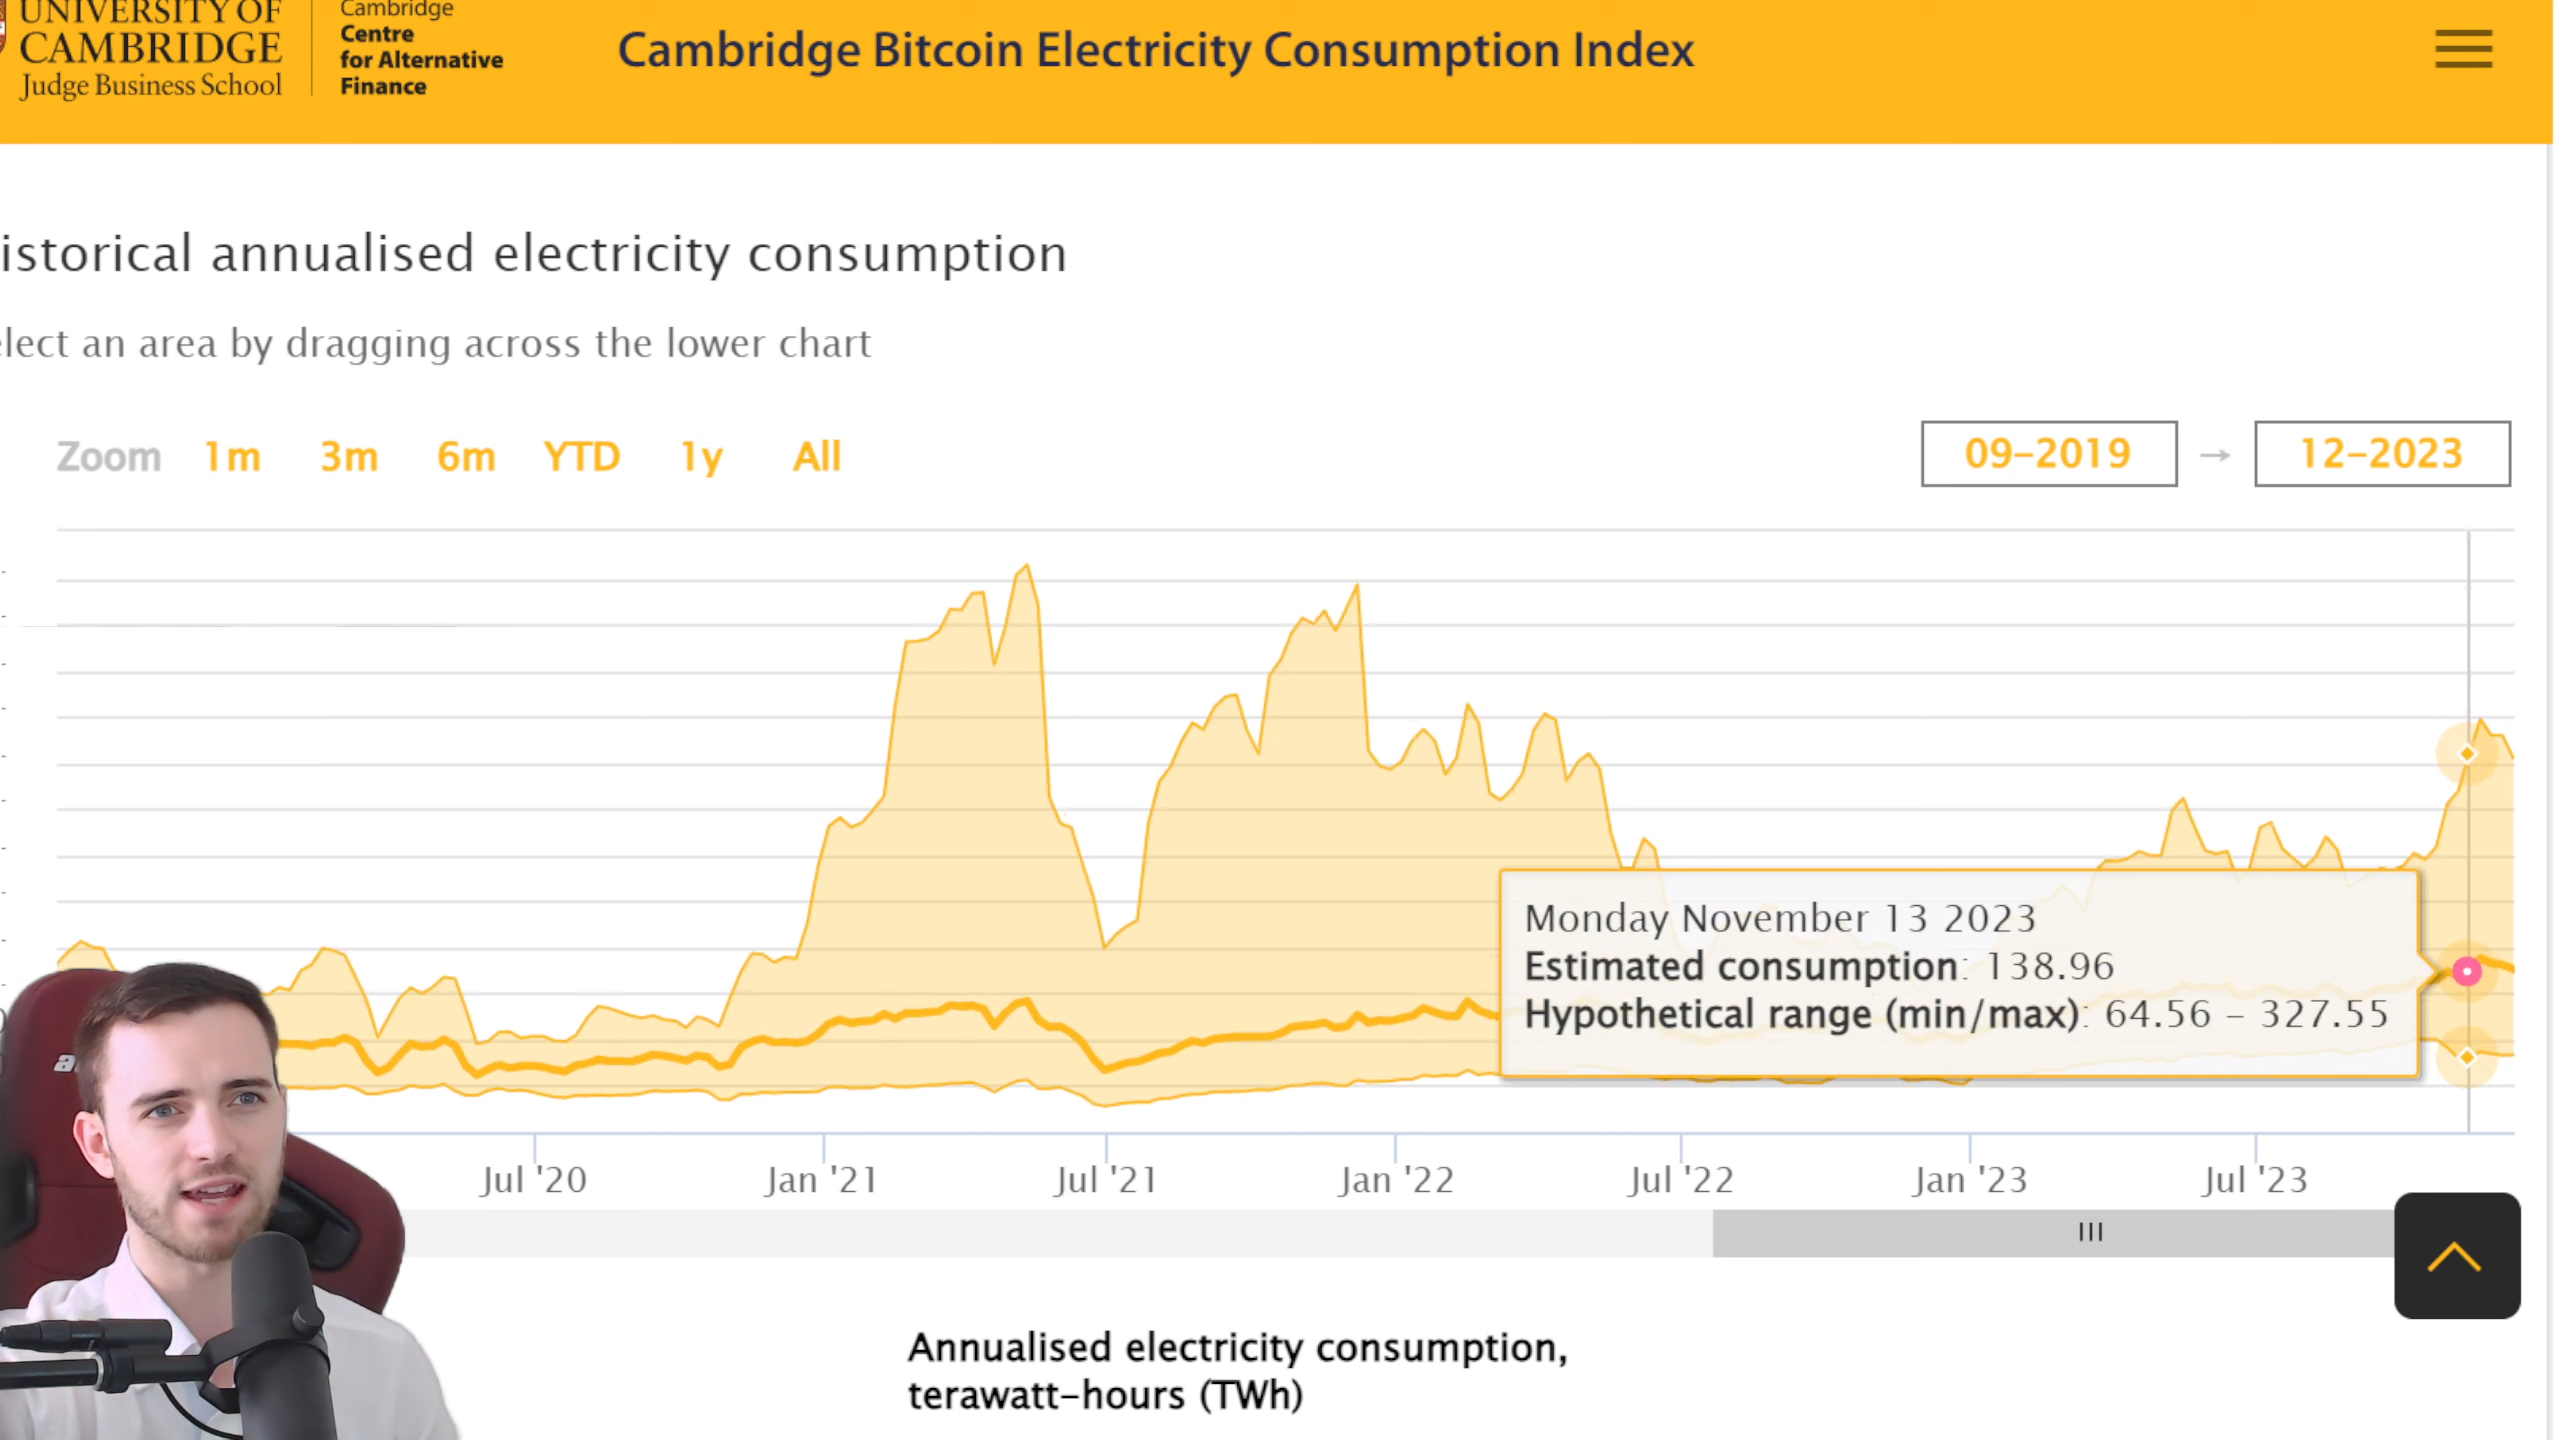 UNIVERSITY OF
CAMBRIDGE
Judge Business School
Cambridge
Centre
for Alternative
Finance
Cambridge Bitcoin Electricity Consumption Index
istorical annualised electricity consumption
lect an area by dragging across the lower chart
Zoom 1m 3m 6m YTD 1y All
09-2019 → 12-2023
Monday November 13 2023
Estimated consumption: 138.96
Hypothetical range (min/max): 64.56 - 327.55
Jul '20 Jan '21 Jul '21 Jan '22 Jul '22 Jan '23 Jul '23
Annualised electricity consumption,
terawatt-hours (TWh)